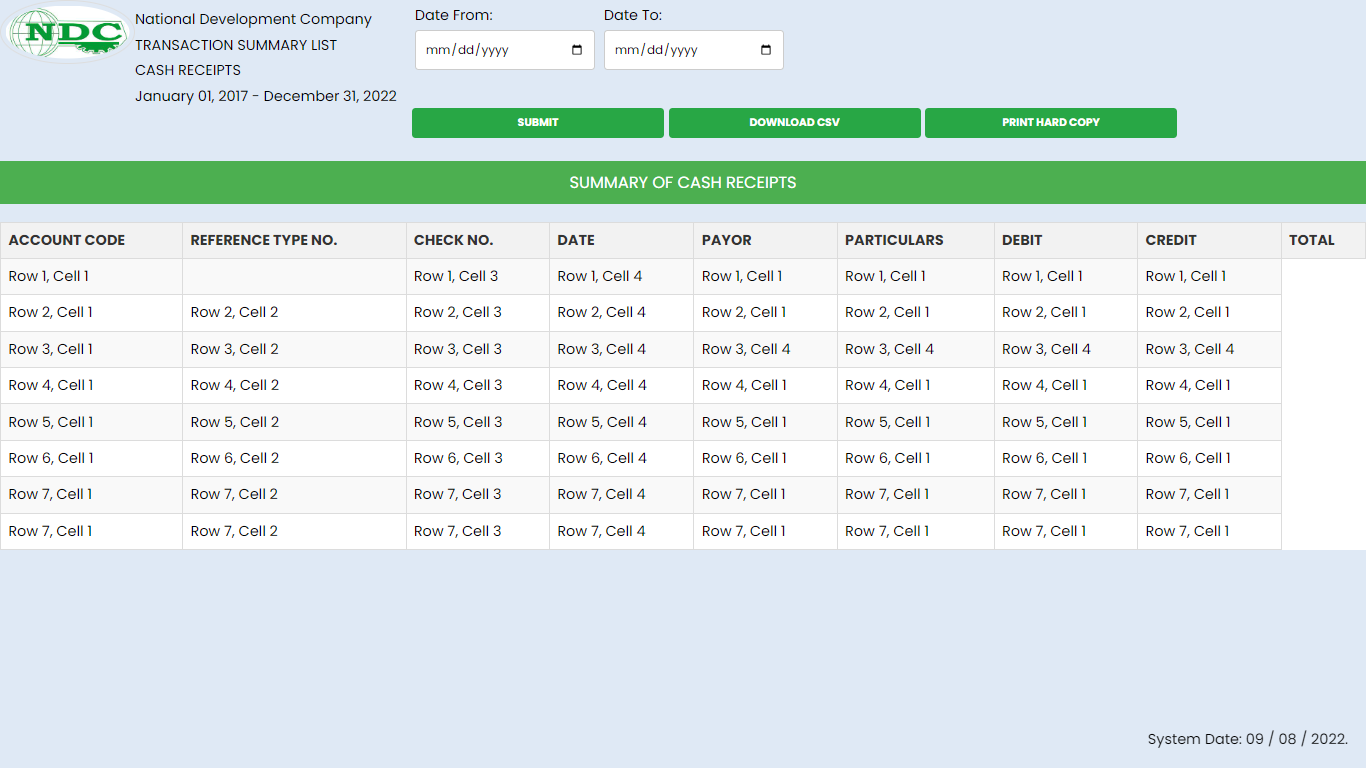 NDC
National Development Company
TRANSACTION SUMMARY LIST
CASH RECEIPTS
January 01, 2017 - December 31, 2022
Date From: Date To:
mm/dd/yyyy mm/dd/yyyy
SUBMIT DOWNLOAD CSV PRINT HARD COPY
SUMMARY OF CASH RECEIPTS
ACCOUNT CODE REFERENCE TYPE NO. CHECK NO. DATE PAYOR PARTICULARS DEBIT CREDIT TOTAL
Row 1, Cell 1 Row 1, Cell 3 Row 1, Cell 4 Row 1, Cell 1 Row 1, Cell 1 Row 1, Cell 1 Row 1, Cell 1
Row 2, Cell 1 Row 2, Cell 2 Row 2, Cell 3 Row 2, Cell 4 Row 2, Cell 1 Row 2, Cell 1 Row 2, Cell 1 Row 2, Cell 1
Row 3, Cell 1 Row 3, Cell 2 Row 3, Cell 3 Row 3, Cell 4 Row 3, Cell 4 Row 3, Cell 4 Row 3, Cell 4 Row 3, Cell 4
Row 4, Cell 1 Row 4, Cell 2 Row 4, Cell 3 Row 4, Cell 4 Row 4, Cell 1 Row 4, Cell 1 Row 4, Cell 1 Row 4, Cell 1
Row 5, Cell 1 Row 5, Cell 2 Row 5, Cell 3 Row 5, Cell 4 Row 5, Cell 1 Row 5, Cell 1 Row 5, Cell 1 Row 5, Cell 1
Row 6, Cell 1 Row 6, Cell 2 Row 6, Cell 3 Row 6, Cell 4 Row 6, Cell 1 Row 6, Cell 1 Row 6, Cell 1 Row 6, Cell 1
Row 7, Cell 1 Row 7, Cell 2 Row 7, Cell 3 Row 7, Cell 4 Row 7, Cell 1 Row 7, Cell 1 Row 7, Cell 1 Row 7, Cell 1
Row 7, Cell 1 Row 7, Cell 2 Row 7, Cell 3 Row 7, Cell 4 Row 7, Cell 1 Row 7, Cell 1 Row 7, Cell 1 Row 7, Cell 1
System Date: 09 / 08 / 2022.